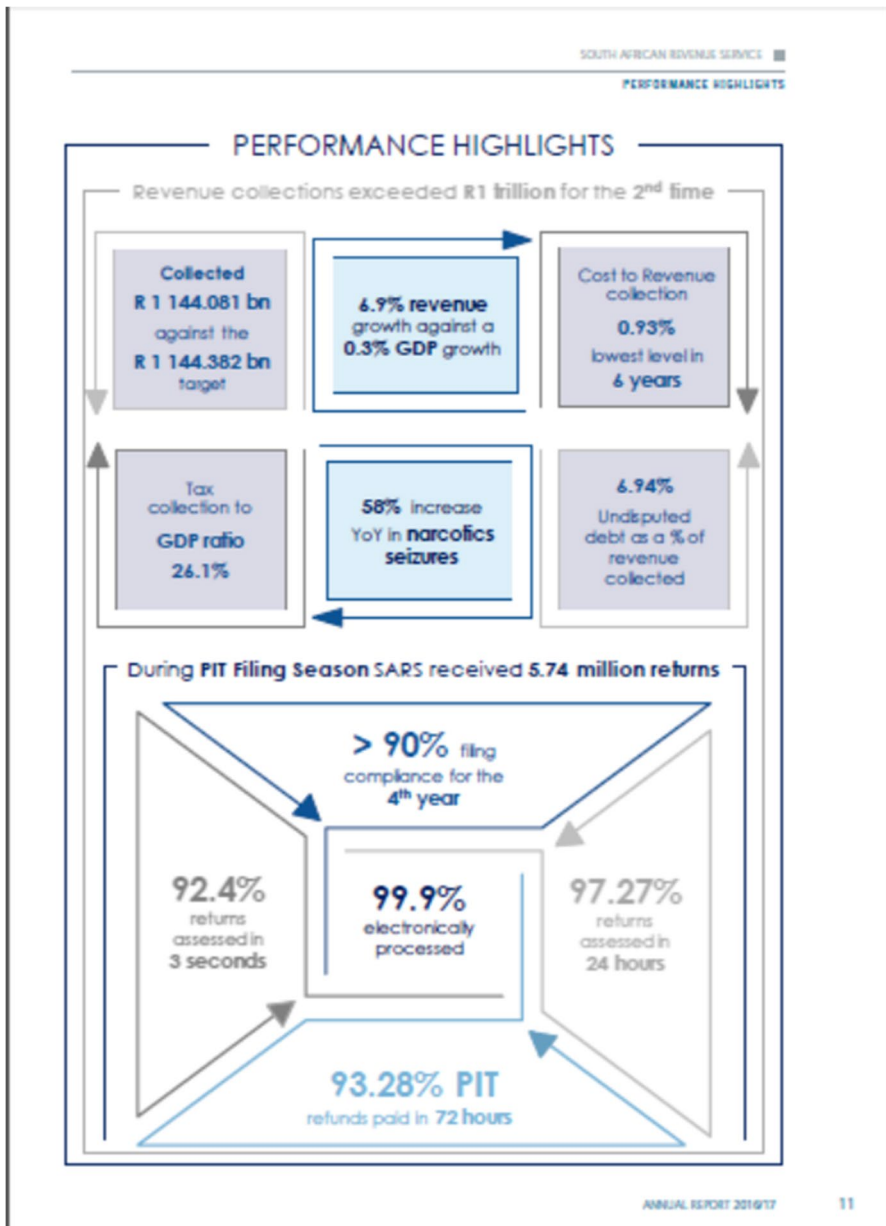 SOUTH AFRICAN REVENUE SERVICE
PERFORMANCE HIGHLIGHTS
PERFORMANCE HIGHLIGHTS
Revenue collections exceeded R1 trillion for the 2nd time
Collected
R 1 144.081 bn
against the
R 1 144.382 bn
target
6.9% revenue
growth against a
0.3% GDP growth
Cost to Revenue
collection
0.93%
lowest level in
6 years
Tax
collection to
GDP ratio
26.1%
58% increase
YoY in narcotics
seizures
6.94%
Undisputed
debt as a % of
revenue
collected
During PIT Filing Season SARS received 5.74 million returns
> 90% filing
compliance for the
4th year
92.4%
returns
assessed in
3 seconds
99.9%
electronically
processed
97.27%
returns
assessed in
24 hours
93.28% PIT
refunds paid in 72 hours
ANNUAL REPORT 2016/17 11